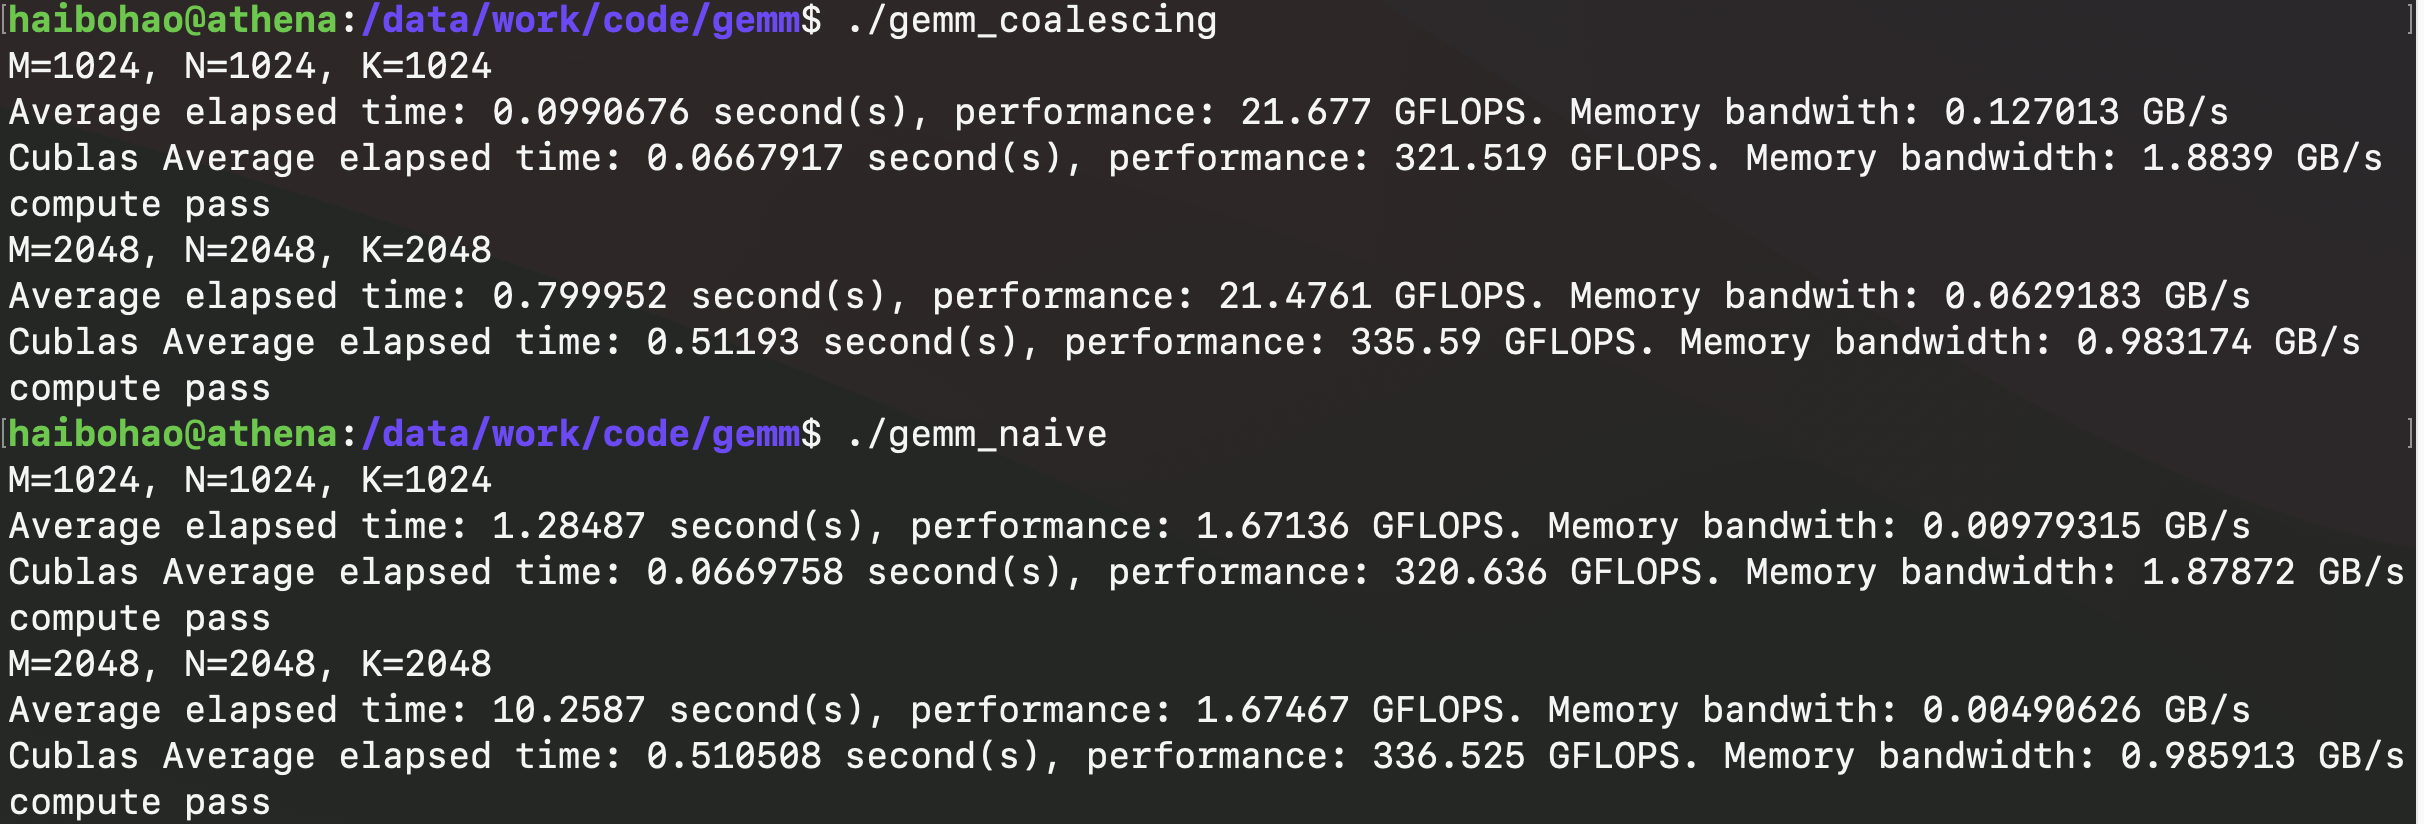 haibohao@athena:/data/work/code/gemm$ ./gemm_coalescing
M=1024, N=1024, K=1024
Average elapsed time: 0.0990676 second(s), performance: 21.677 GFLOPS. Memory bandwith: 0.127013 GB/s
Cublas Average elapsed time: 0.0667917 second(s), performance: 321.519 GFLOPS. Memory bandwidth: 1.8839 GB/s
compute pass
M=2048, N=2048, K=2048
Average elapsed time: 0.799952 second(s), performance: 21.4761 GFLOPS. Memory bandwith: 0.0629183 GB/s
Cublas Average elapsed time: 0.51193 second(s), performance: 335.59 GFLOPS. Memory bandwidth: 0.983174 GB/s
compute pass
haibohao@athena:/data/work/code/gemm$ ./gemm_naive
M=1024, N=1024, K=1024
Average elapsed time: 1.28487 second(s), performance: 1.67136 GFLOPS. Memory bandwith: 0.00979315 GB/s
Cublas Average elapsed time: 0.0669758 second(s), performance: 320.636 GFLOPS. Memory bandwidth: 1.87872 GB/s
compute pass
M=2048, N=2048, K=2048
Average elapsed time: 10.2587 second(s), performance: 1.67467 GFLOPS. Memory bandwith: 0.00490626 GB/s
Cublas Average elapsed time: 0.510508 second(s), performance: 336.525 GFLOPS. Memory bandwidth: 0.985913 GB/s
compute pass